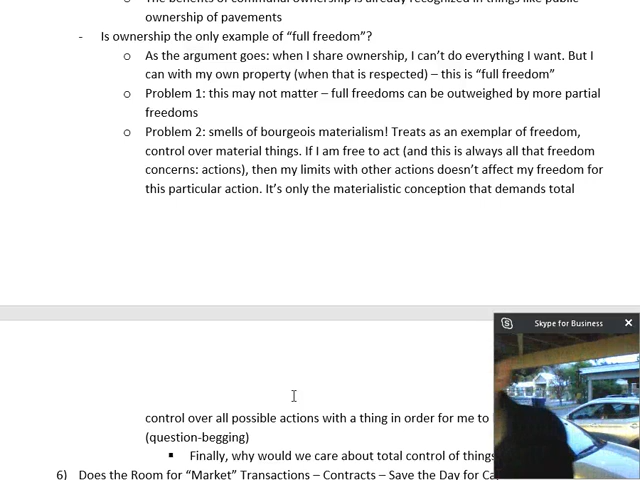 The benefits of communal ownership is already recognized in things like public
ownership of pavements
- Is ownership the only example of “full freedom”?
o As the argument goes: when I share ownership, I can’t do everything I want. But I
can with my own property (when that is respected) – this is “full freedom”
o Problem 1: this may not matter – full freedoms can be outweighed by more partial
freedoms
o Problem 2: smells of bourgeois materialism! Treats as an exemplar of freedom,
control over material things. If I am free to act (and this is always all that freedom
concerns: actions), then my limits with other actions doesn’t affect my freedom for
this particular action. It’s only the materialistic conception that demands total
Skype for Business
control over all possible actions with a thing in order for me to
(question-begging)
▪ Finally, why would we care about total control of things
6) Does the Room for “Market” Transactions – Contracts – Save the Day for